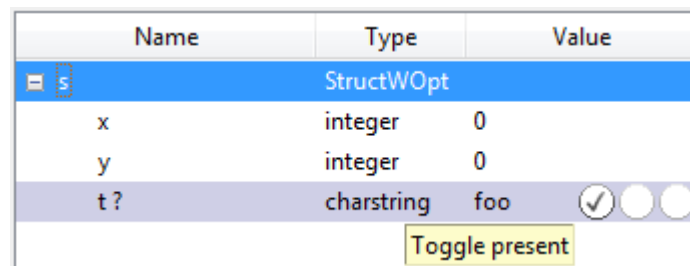 Name Type Value
s StructWOpt
x integer 0
y integer 0
t ? charstring foo
Toggle present